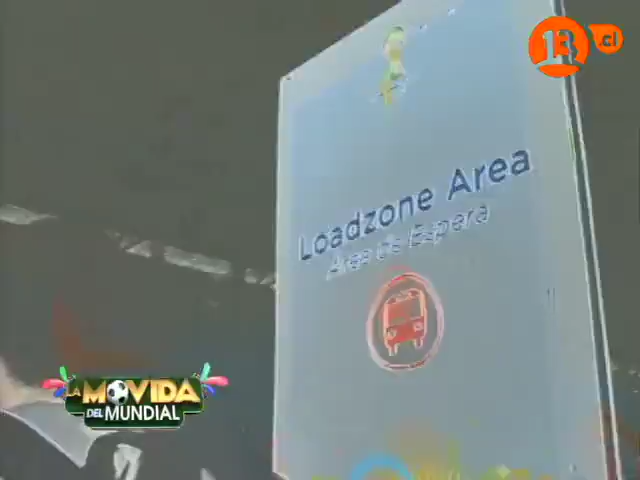 13.cl
Loadzone Area
Area de Espera
LA MOVIDA
DEL MUNDIAL